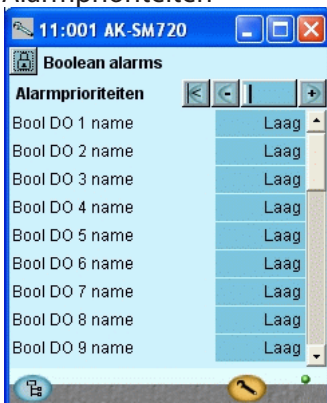 Alarmprioriteiten
11:001 AK-SM720
Boolean alarms
Alarmprioriteiten
Bool DO 1 name Laag
Bool DO 2 name Laag
Bool DO 3 name Laag
Bool DO 4 name Laag
Bool DO 5 name Laag
Bool DO 6 name Laag
Bool DO 7 name Laag
Bool DO 8 name Laag
Bool DO 9 name Laag